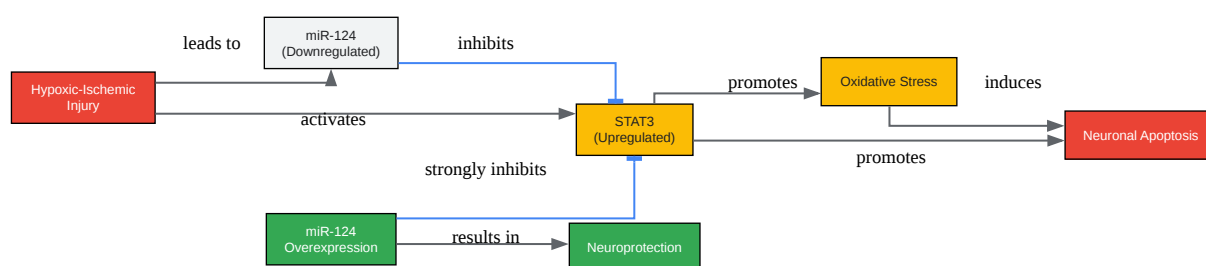 leads to
miR-124
(Downregulated)
inhibits
Hypoxic-Ischemic
Injury
activates
promotes
Oxidative Stress
induces
STAT3
(Upregulated)
Neuronal Apoptosis
promotes
strongly inhibits
miR-124
Overexpression
results in
Neuroprotection